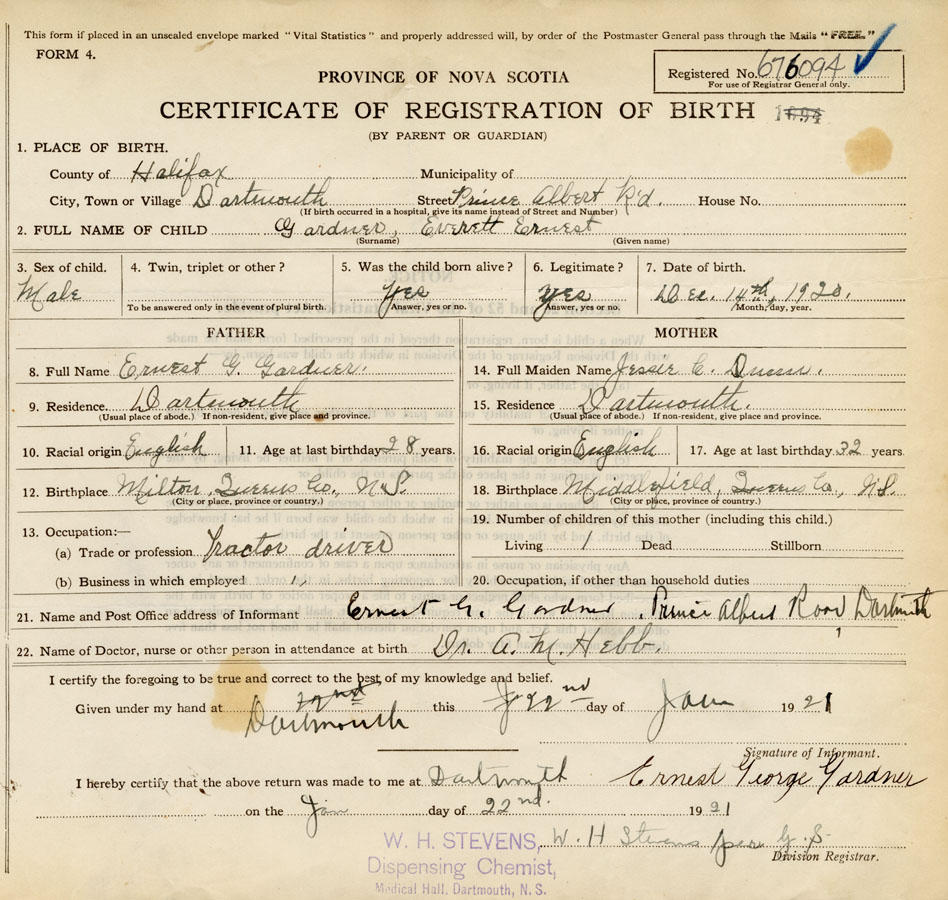 This form if placed in an unsealed envelope marked "Vital Statistics" and properly addressed will, by order of the Postmaster General pass through the Mails "FREE."
FORM 4.
Registered No. 676094
For use of Registrar General only.
PROVINCE OF NOVA SCOTIA
CERTIFICATE OF REGISTRATION OF BIRTH
(BY PARENT OR GUARDIAN)
1. PLACE OF BIRTH.
County of Halifax Municipality of
City, Town or Village Dartmouth Street Prince Albert R'd. House No.
(If birth occurred in a hospital, give its name instead of Street and Number)
2. FULL NAME OF CHILD Gardner, Everett Ernest
(Surname) (Given name)
3. Sex of child. 4. Twin, triplet or other ? 5. Was the child born alive ? 6. Legitimate ? 7. Date of birth.
Male Yes yes Dec. 14th, 1920.
To be answered only in the event of plural birth. Answer, yes or no. Answer, yes or no. Month, day, year.
FATHER MOTHER
8. Full Name Ernest G. Gardner. 14. Full Maiden Name Jessie C.
9. Residence. Dartmouth 15. Residence. Dartmouth.
(Usual place of abode.) If non-resident, give place and province. (Usual place of abode.) If non-resident, give place and province.
10. Racial origin English 11. Age at last birthday 28 years. 16. Racial origin English 17. Age at last birthday 32 years
12. Birthplace Milton, Queens Co., N.S. 18. Birthplace Middlefield, Queens Co., N.S.
(City or place, province or country.) (City or place, province or country.)
13. Occupation:— 19. Number of children of this mother (including this child.)
(a) Trade or profession Tractor driver Living 1 Dead Stillborn
(b) Business in which employed " 20. Occupation, if other than household duties
21. Name and Post Office address of Informant Ernest G. Gardner, Prince Albert Road Dartmouth
22. Name of Doctor, nurse or other person in attendance at birth Dr. A. M. Hebb.
I certify the foregoing to be true and correct to the best of my knowledge and belief.
Given under my hand at Dartmouth this 22nd day of Jan 1921
Signature of Informant.
I hereby certify that the above return was made to me at Dartmouth Ernest George Gardner
on the Jan day of 22nd. 1921
W. H. STEVENS, W H Stevens per G. S.
Dispensing Chemist, Division Registrar.
Medical Hall, Dartmouth, N. S.